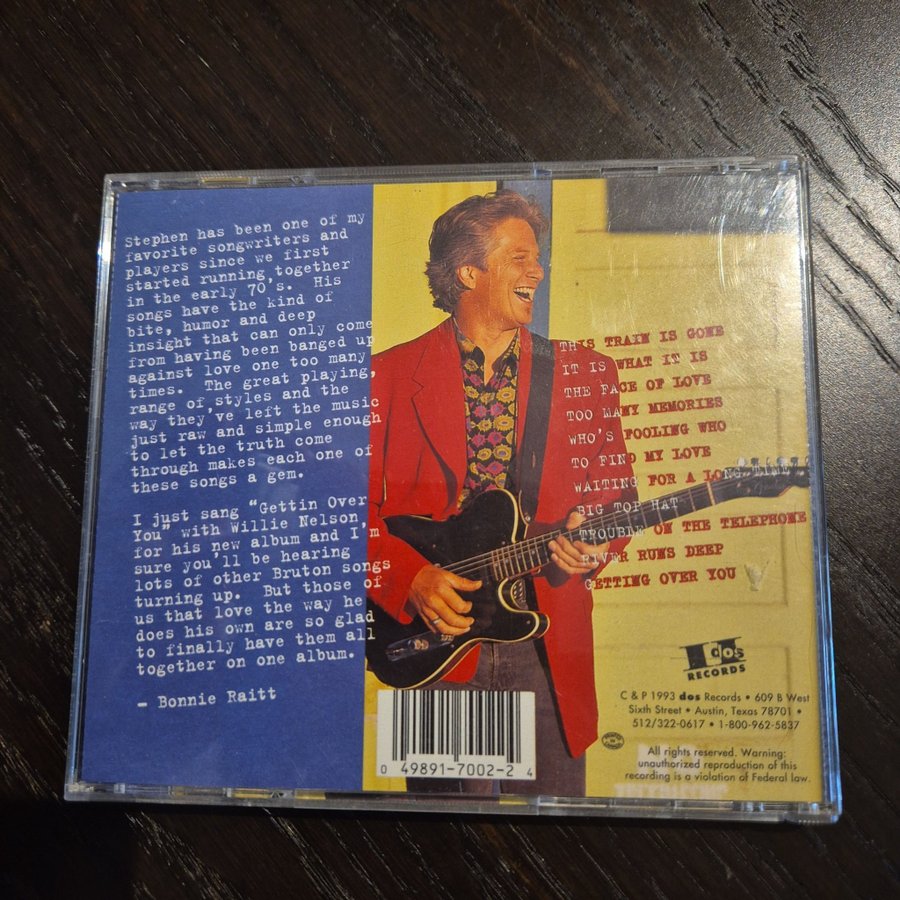 Stephen has been one of my
favorite songwriters and
players since we first
started running together
in the early 70's. His
songs have the kind of
bite, humor and deep
insight that can only come
from having been banged up
against love one too many
times. The great playing,
range of styles and the
way they've left the music
just raw and simple enough
to let the truth come
through makes each one of
these songs a gem.
I just sang "Gettin Over
You" with Willie Nelson
for his new album and I'm
sure you'll be hearing
lots of other Bruton songs
turning up. But those of
us that love the way he
does his own are so glad
to finally have them all
together on one album.
— Bonnie Raitt
THIS TRAIN IS GONE
IT IS WHAT IT IS
THE FACE OF LOVE
TOO MANY MEMORIES
WHO'S FOOLING WHO
TO FIND MY LOVE
WAITING FOR A LONG TIME
BIG TOP HAT
TROUBLE ON THE TELEPHONE
RIVER RUNS DEEP
GETTING OVER YOU
dos
RECORDS
C & P 1993 dos Records • 609 B West
Sixth Street • Austin, Texas 78701 •
512/322-0617 • 1-800-962-5837
All rights reserved. Warning:
unauthorized reproduction of this
recording is a violation of Federal law.
0 49891-7002-2 4